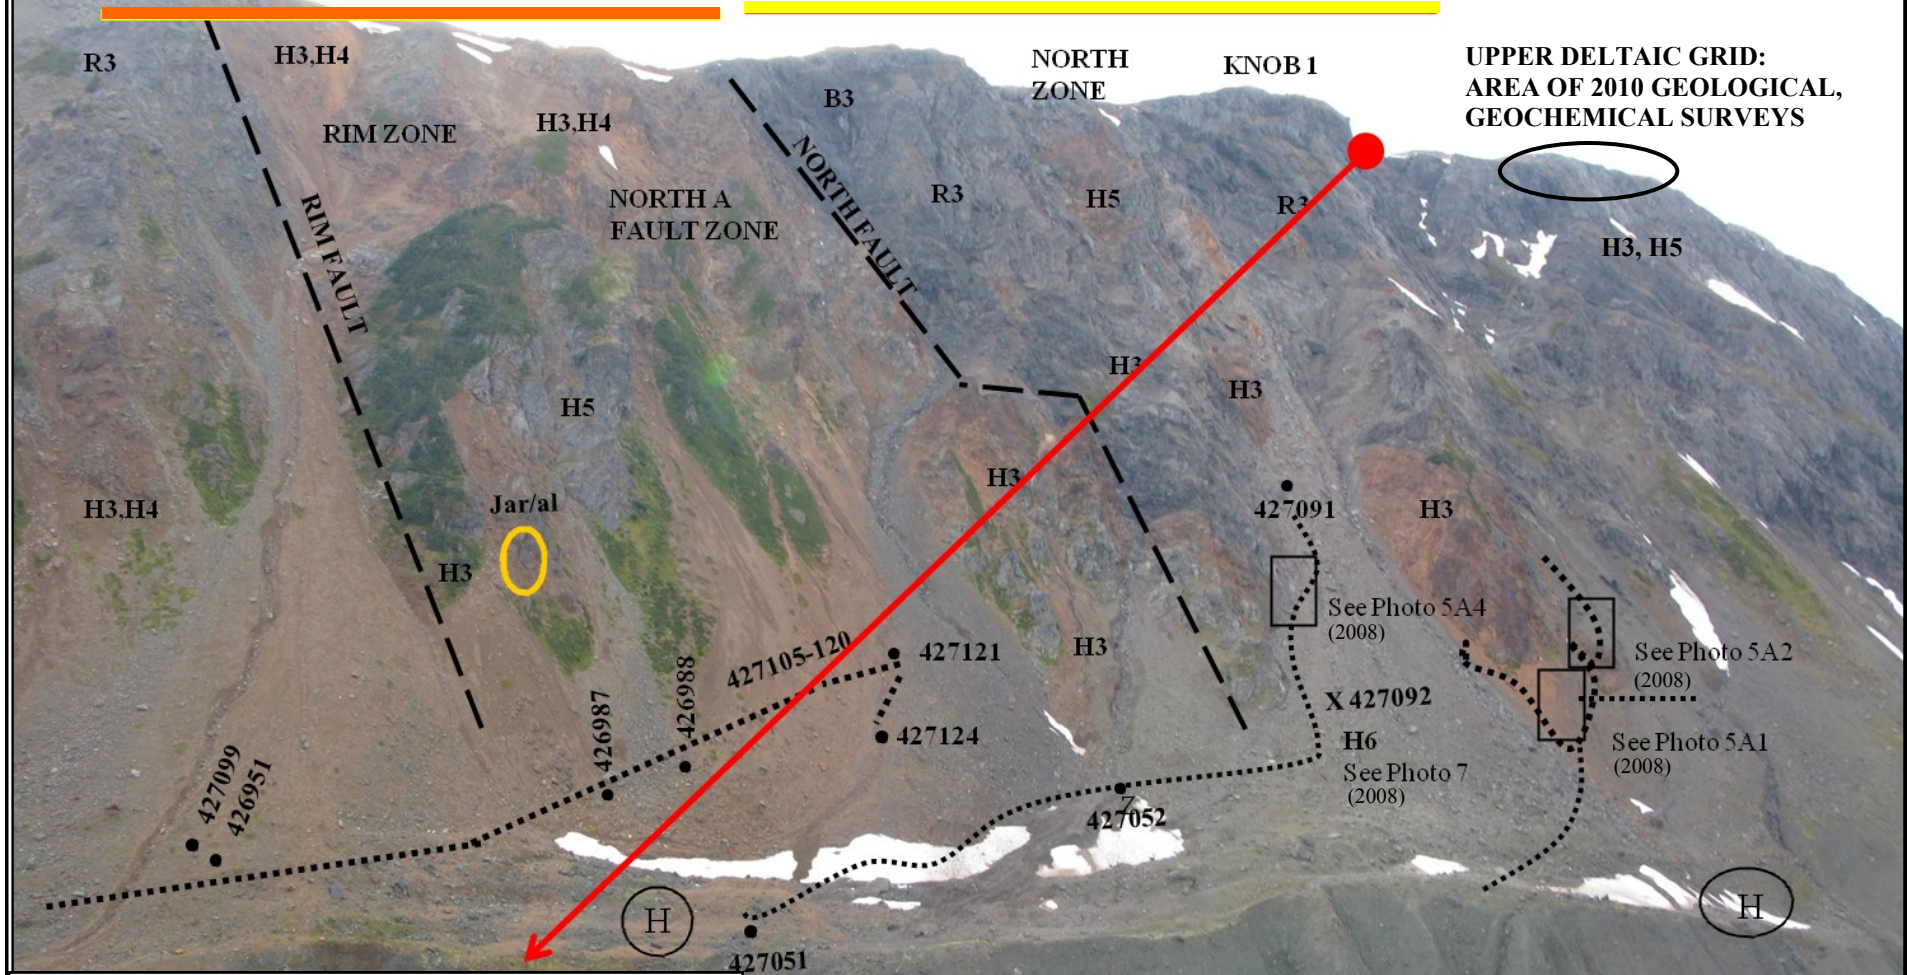 UPPER DELTAIC GRID:
AREA OF 2010 GEOLOGICAL,
GEOCHEMICAL SURVEYS
R3
H3,H4
RIM ZONE
H3,H4
B3
NORTH
ZONE
KNOB 1
NORTH A
FAULT ZONE
RIM FAULT
NORTH FAULT
R3
H5
R3
H3, H5
H5
H3
H3
H3,H4
Jar/al
H3
H3
427091
H3
H3
See Photo 5A4
(2008)
See Photo 5A2
(2008)
427105-120
427121
427124
426987
426988
X 427092
H6
See Photo 7
(2008)
See Photo 5A1
(2008)
427099
426951
7
427052
H
H
427051